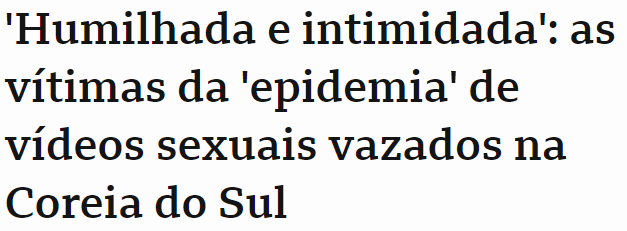 'Humilhada e intimidada': as
vítimas da 'epidemia' de
vídeos sexuais vazados na
Coreia do Sul